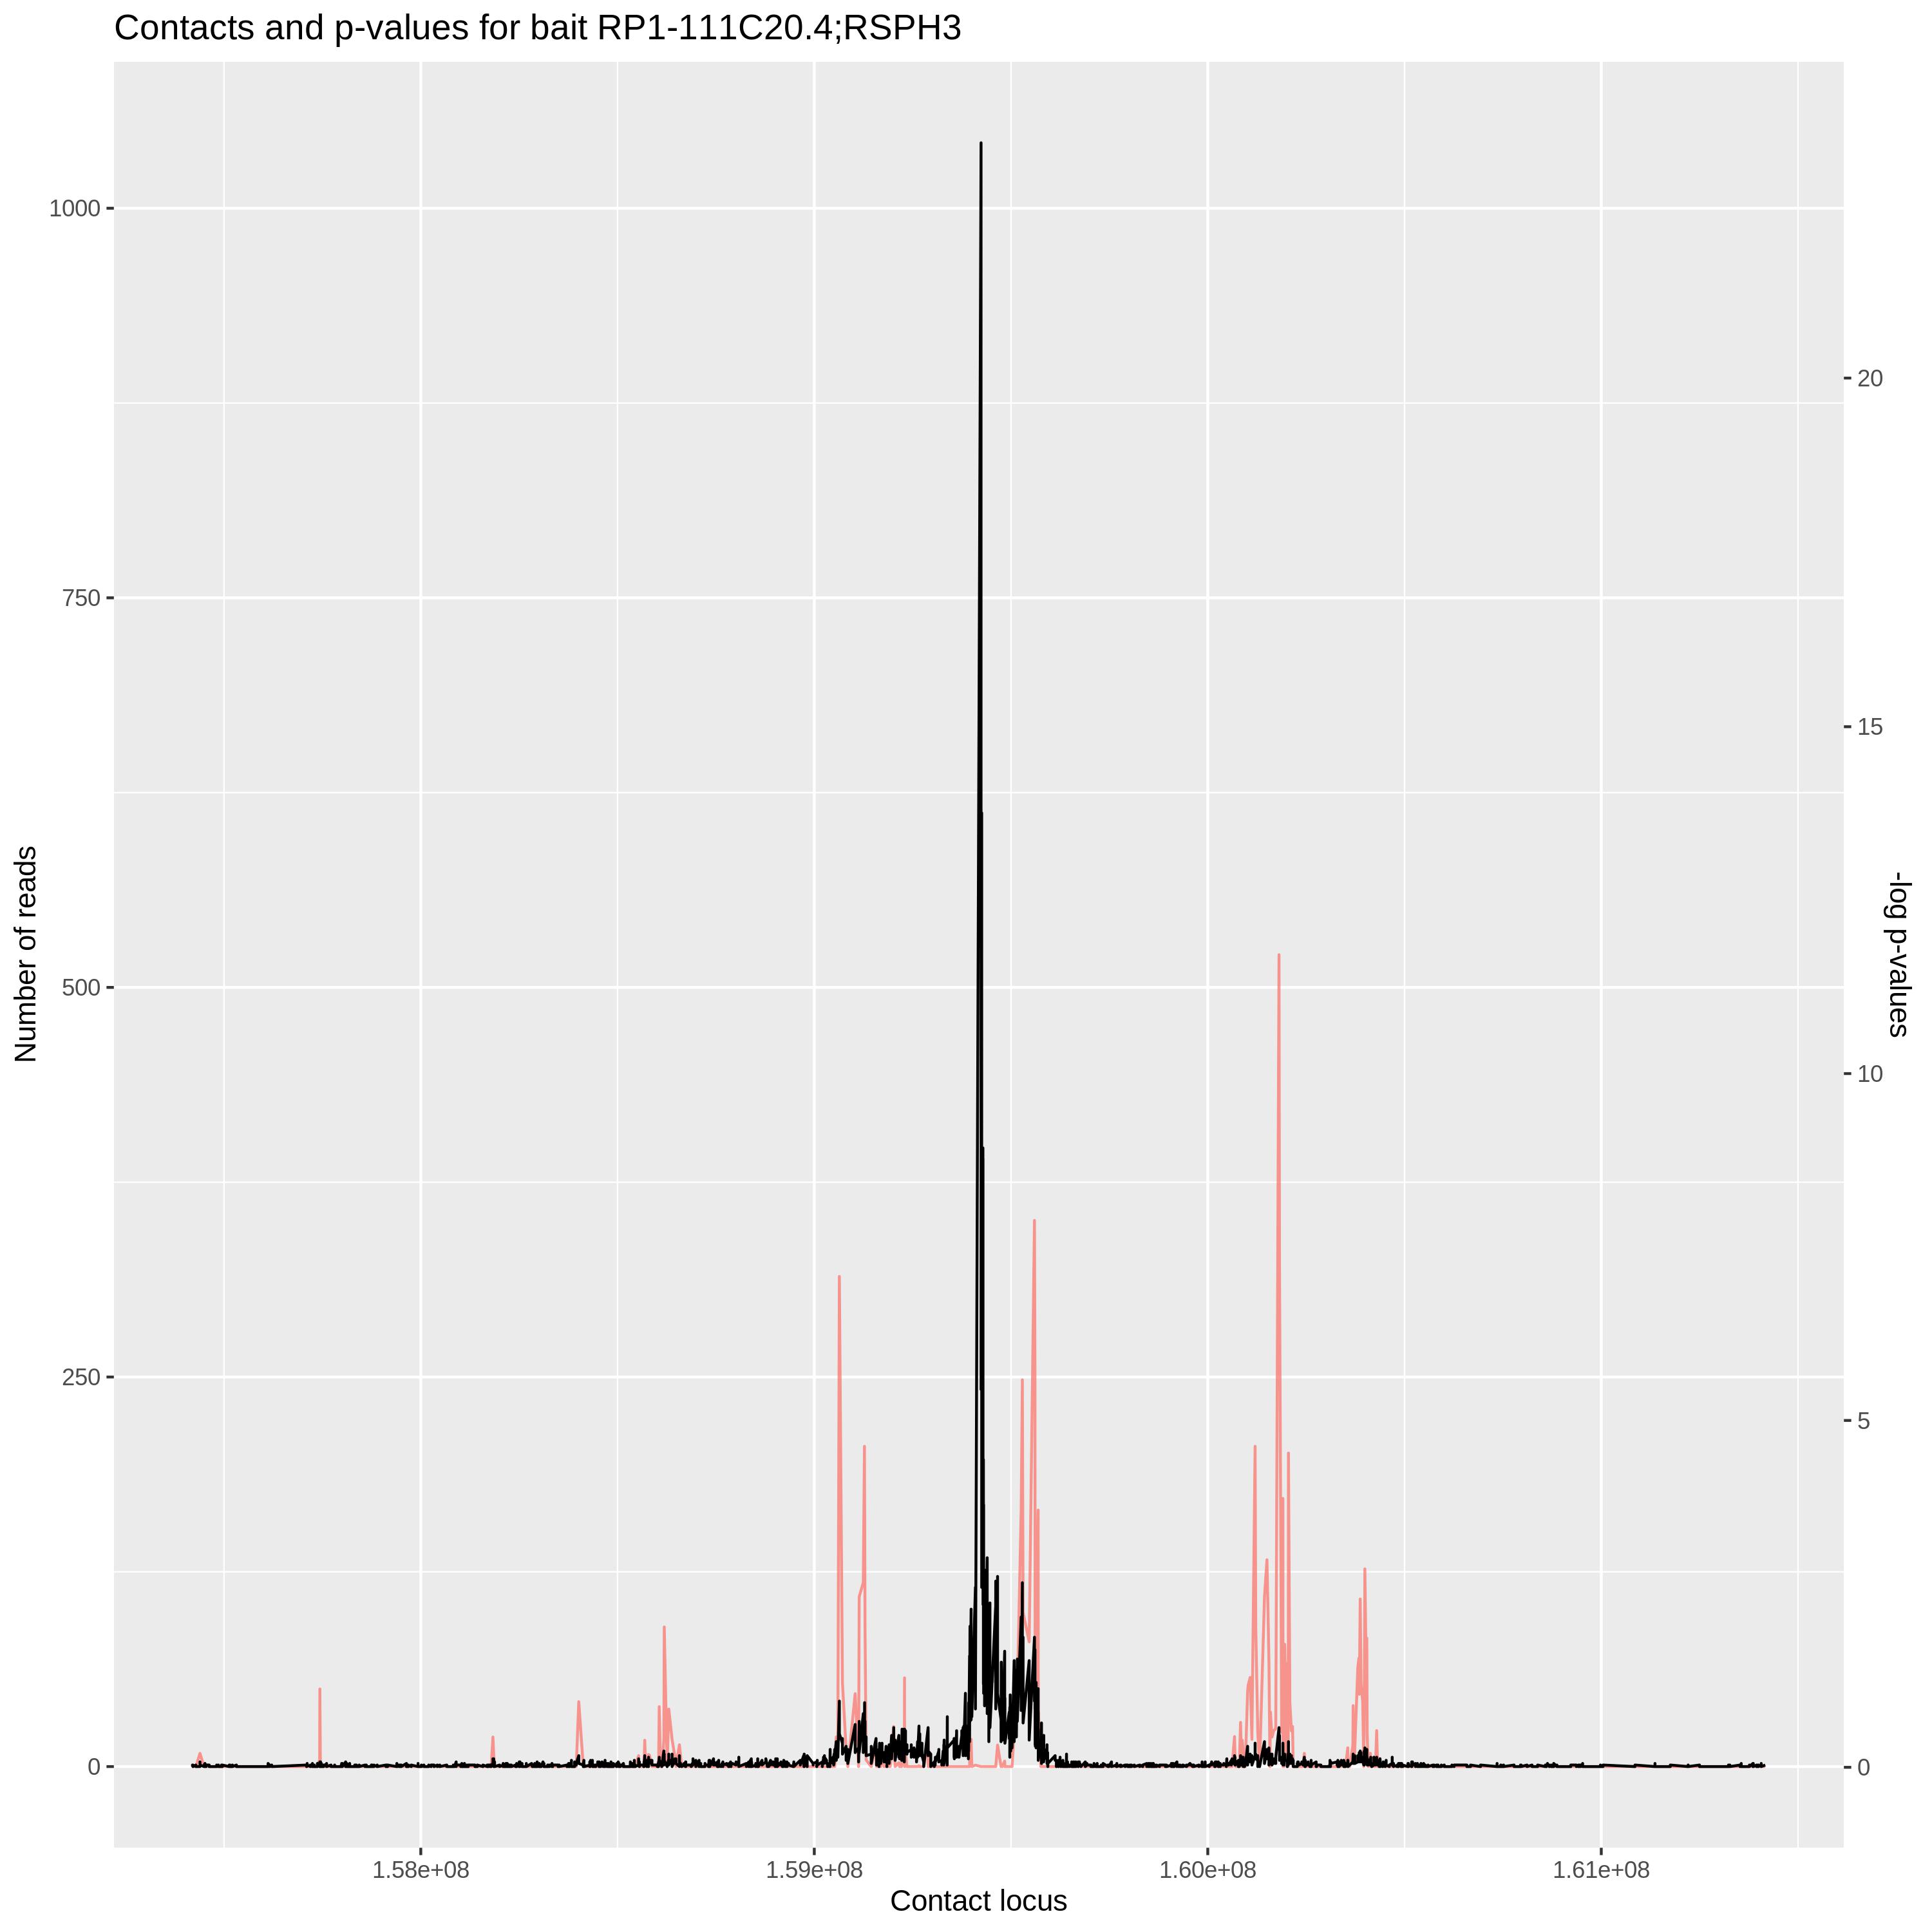 Contacts and p-values for bait RP1-111C20.4;RSPH3
1000
750
500
250
0
Number of reads
20
15
10
5
0
-log p-values
1.58e+08
1.59e+08
1.60e+08
1.61e+08
Contact locus